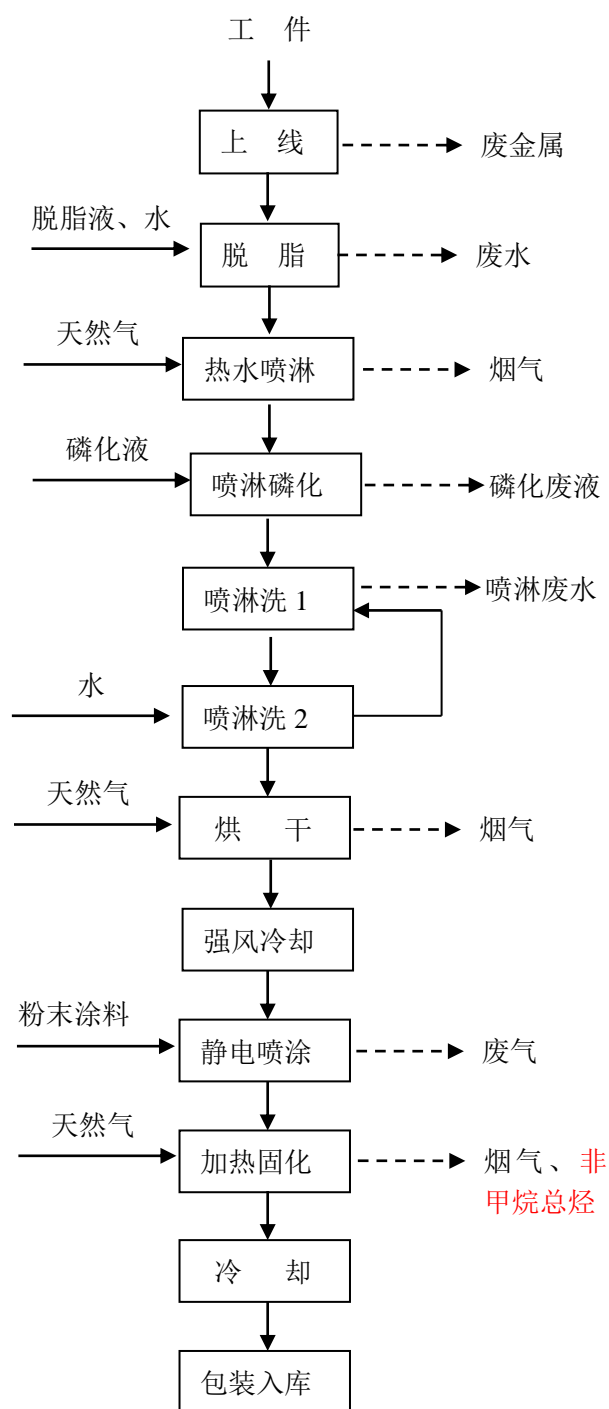 工 件
上 线
废金属
脱脂液、水
脱 脂
废水
天然气
热水喷淋
烟气
磷化液
喷淋磷化
磷化废液
喷淋洗 1
喷淋废水
水
喷淋洗 2
天然气
烘 干
烟气
强风冷却
粉末涂料
静电喷涂
废气
天然气
加热固化
烟气、非
甲烷总烃
冷 却
包装入库